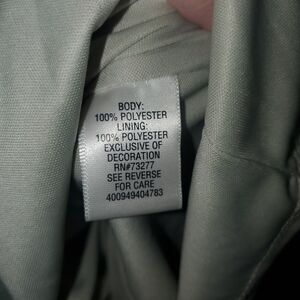 BODY:
100% POLYESTER
LINING:
100% POLYESTER
EXCLUSIVE OF
DECORATION
RN#73277
SEE REVERSE
FOR CARE
400949404783